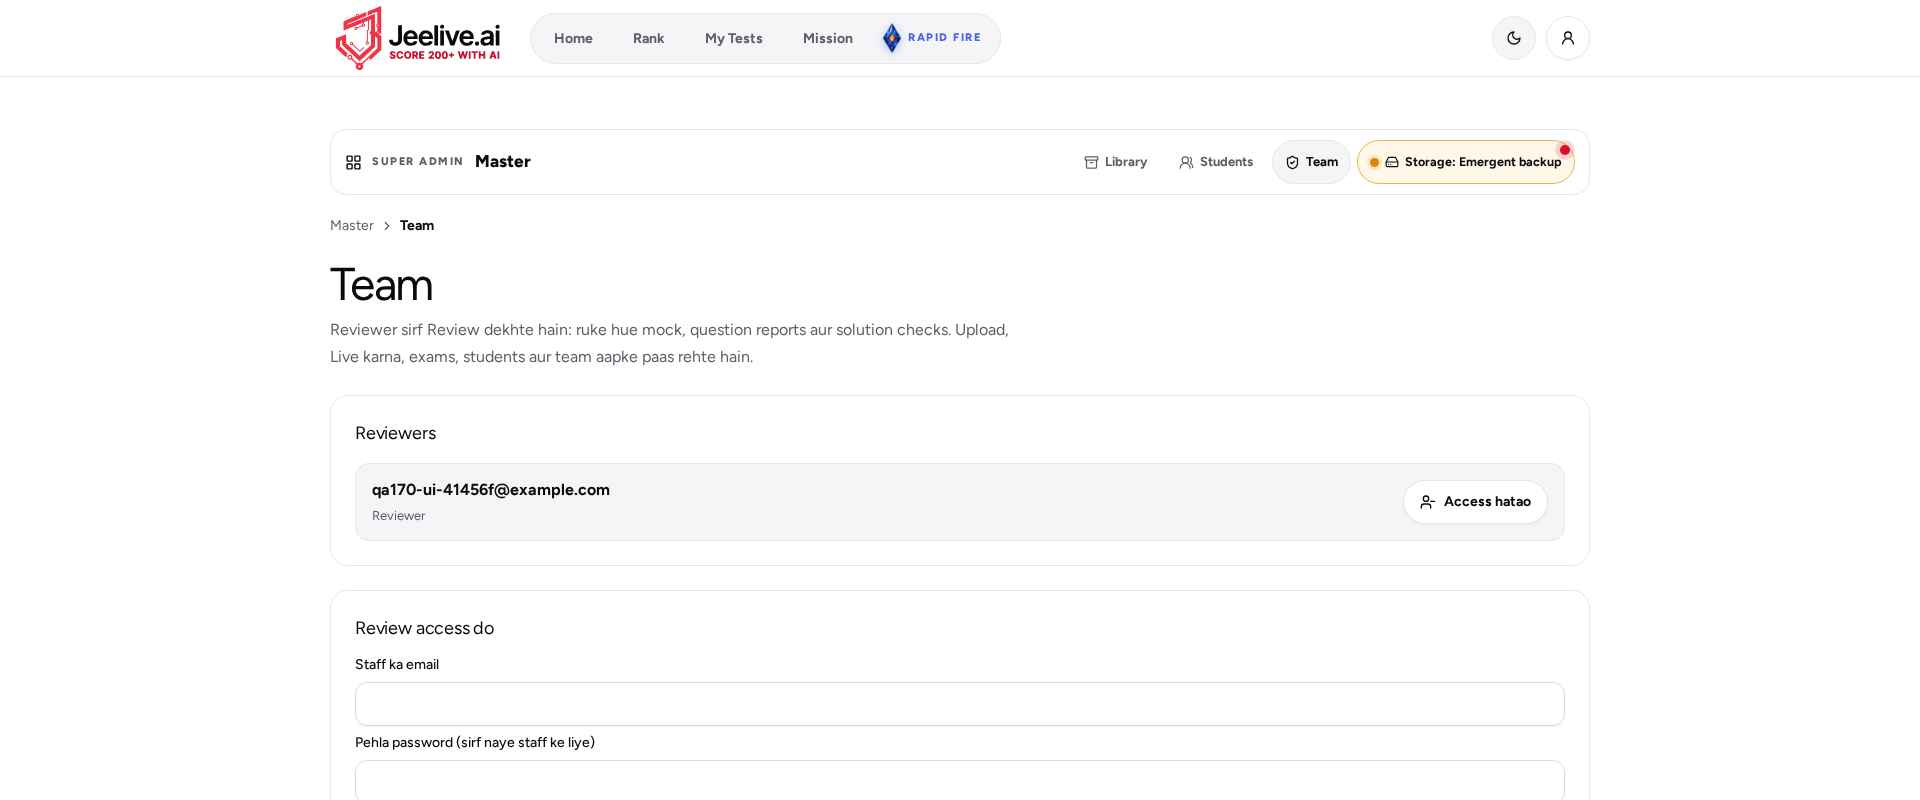 Jeelive.ai
SCORE 200+ WITH AI
Home
Rank
My Tests
Mission
RAPID FIRE
SUPER ADMIN
Master
Library
Students
Team
Storage: Emergent backup
Master
Team
Team
Reviewer sirf Review dekhte hain: ruke hue mock, question reports aur solution checks. Upload,
Live karna, exams, students aur team aapke paas rehte hain.
Reviewers
qa170-ui-41456f@example.com
Reviewer
Access hatao
Review access do
Staff ka email
Pehla password (sirf naye staff ke liye)